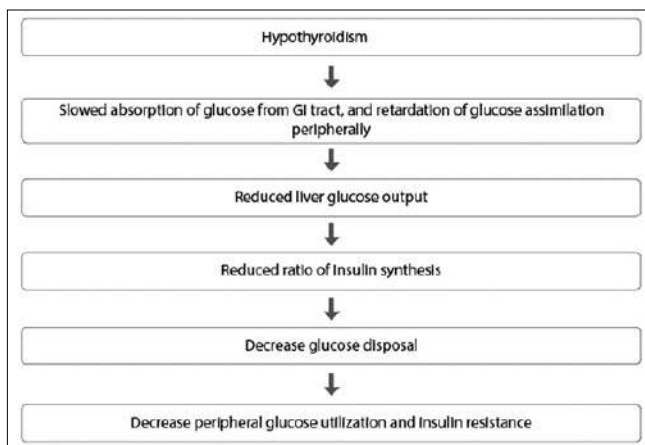 Hypothyroidism
Slowed absorption of glucose from GI tract, and retardation of glucose assimilation
peripherally
Reduced liver glucose output
Reduced ratio of insulin synthesis
Decrease glucose disposal
Decrease peripheral glucose utilization and insulin resistance